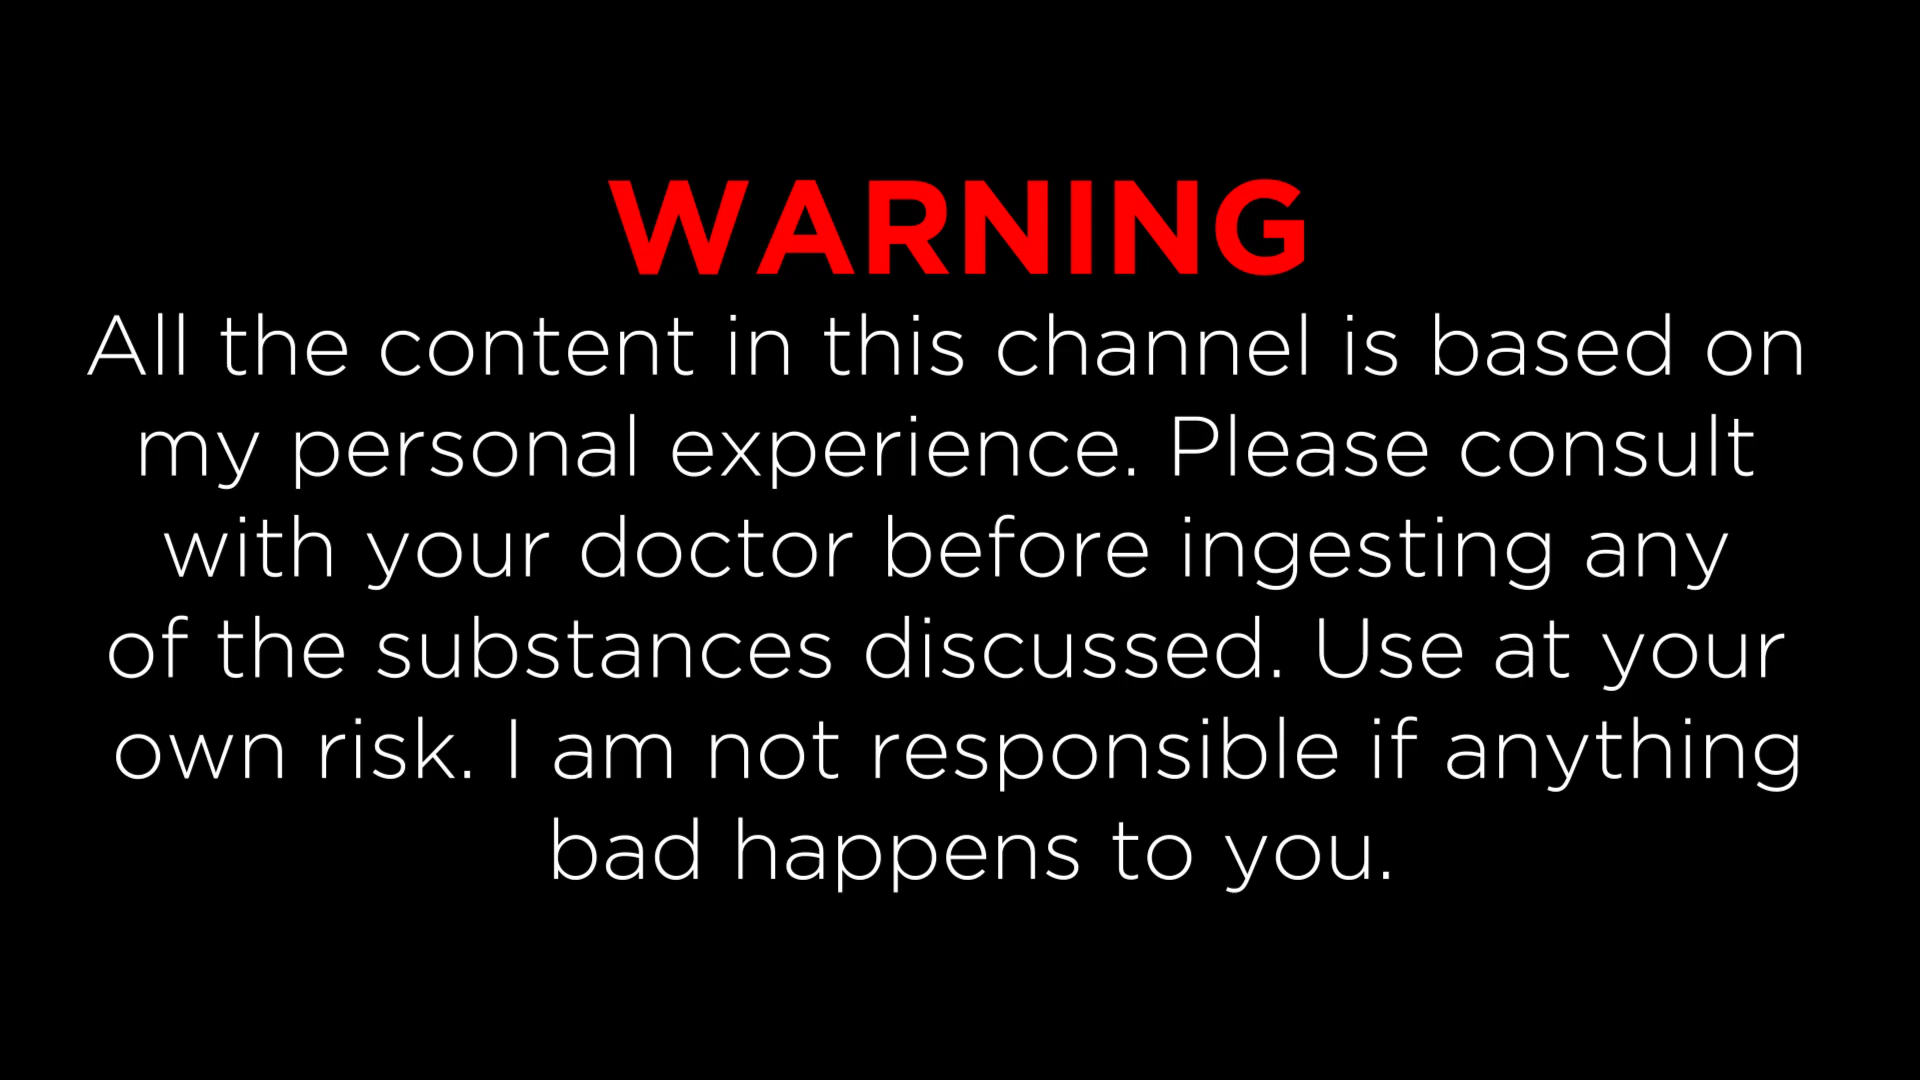 WARNING
All the content in this channel is based on
my personal experience. Please consult
with your doctor before ingesting any
of the substances discussed. Use at your
own risk. I am not responsible if anything
bad happens to you.